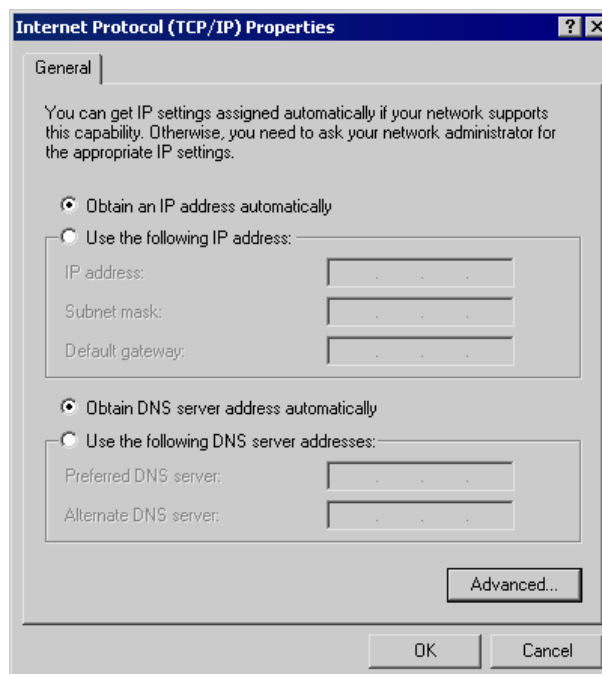 Internet Protocol (TCP/IP) Properties
General
You can get IP settings assigned automatically if your network supports
this capability. Otherwise, you need to ask your network administrator for
the appropriate IP settings.
Obtain an IP address automatically
Use the following IP address:
IP address:
Subnet mask:
Default gateway:
Obtain DNS server address automatically
Use the following DNS server addresses:
Preferred DNS server:
Alternate DNS server:
Advanced...
OK Cancel